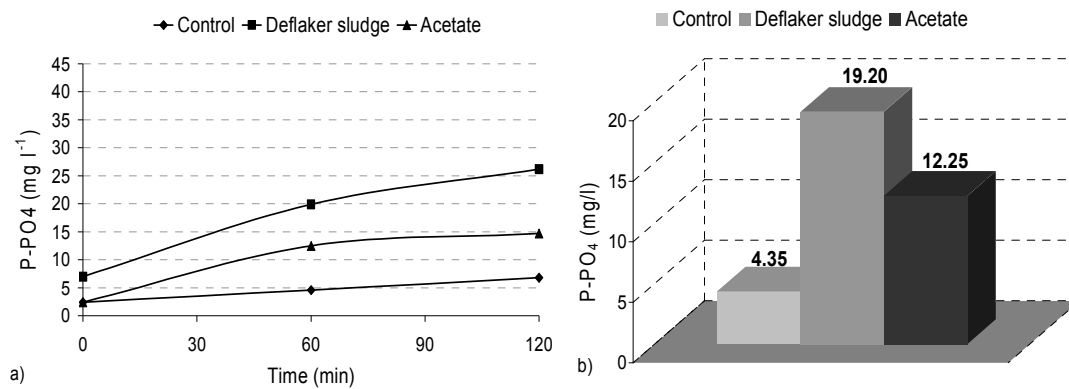 Control Deflaker sludge Acetate
45
40
35
30
25
20
15
10
5
0
P-PO4 (mg l⁻¹)
0 30 60 90 120
Time (min)
a)
Control Deflaker sludge Acetate
20
15
10
5
0
P-PO₄ (mg/l)
4.35
19.20
12.25
b)